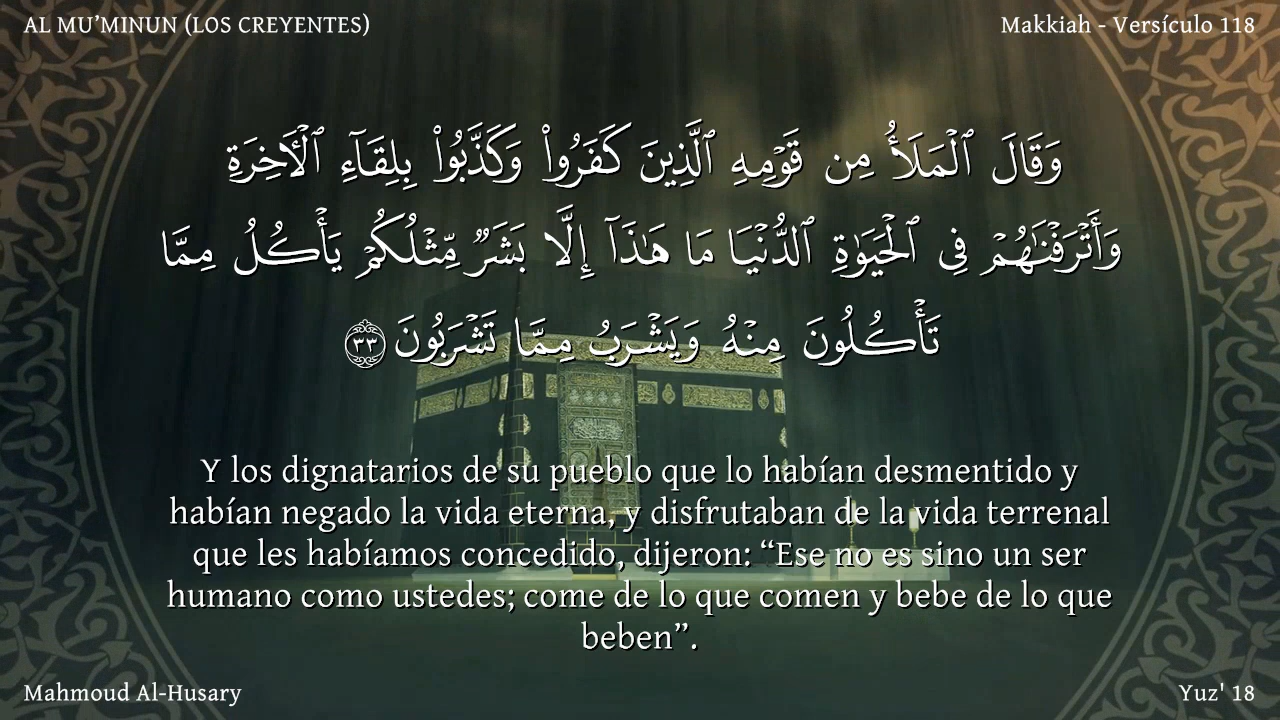 AL MU’MINUN (LOS CREYENTES)
Makkiah - Versículo 118
وَقَالَ ٱلْمَلَأُ مِن قَوْمِهِ ٱلَّذِينَ كَفَرُوا۟ وَكَذَّبُوا۟ بِلِقَآءِ ٱلْـَٔاخِرَةِ
وَأَتْرَفْنَـٰهُمْ فِى ٱلْحَيَوٰةِ ٱلدُّنْيَا مَا هَـٰذَآ إِلَّا بَشَرٌ مِّثْلُكُمْ يَأْكُلُ مِمَّا
تَأْكُلُونَ مِنْهُ وَيَشْرَبُ مِمَّا تَشْرَبُونَ ٣٣
Y los dignatarios de su pueblo que lo habían desmentido y
habían negado la vida eterna, y disfrutaban de la vida terrenal
que les habíamos concedido, dijeron: “Ese no es sino un ser
humano como ustedes; come de lo que comen y bebe de lo que
beben”.
Mahmoud Al-Husary
Yuz' 18